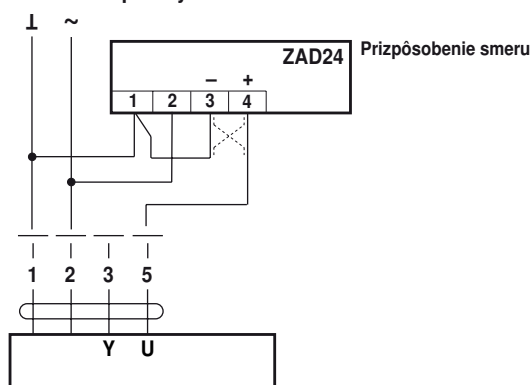 ⊥ ~
ZAD24
Prizpôsobenie smeru
– +
1 2 3 4
1 2 3 5
Y U